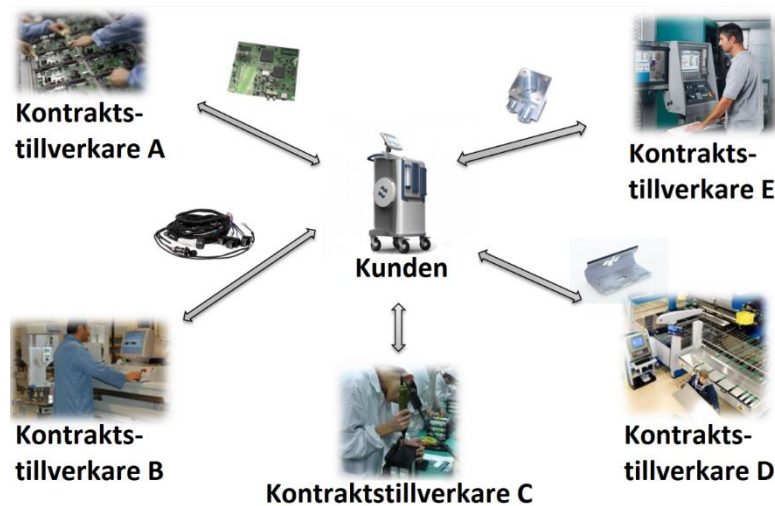 Kontrakts-
tillverkare A
Kontrakts-
tillverkare E
Kunden
Kontrakts-
tillverkare B
Kontraktstillverkare C
Kontrakts-
tillverkare D